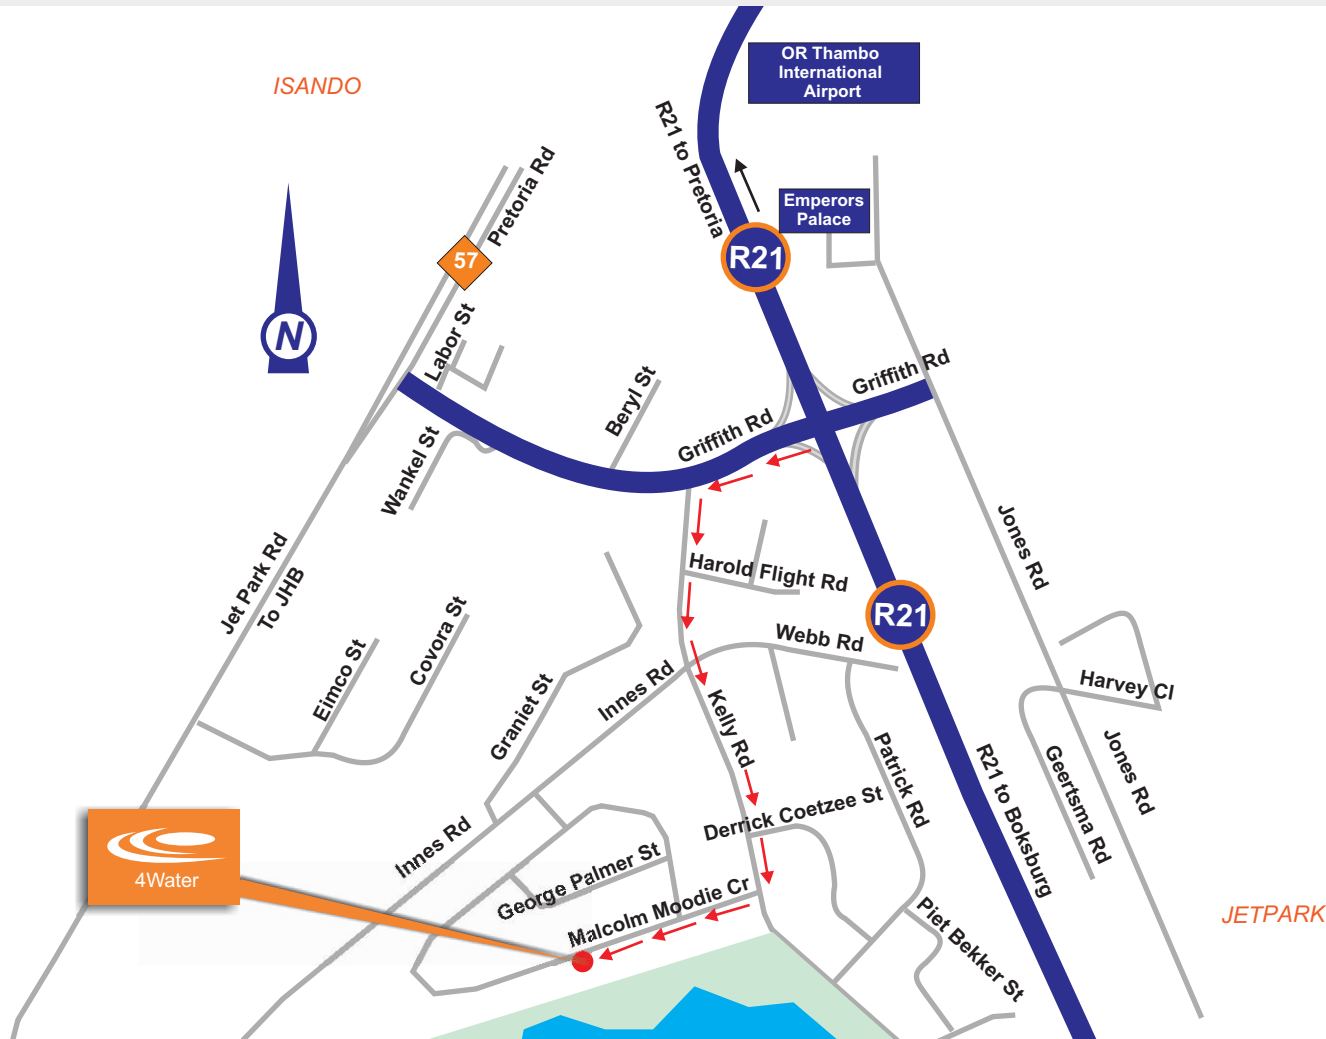 OR Thambo
International
Airport
ISANDO
R21 to Pretoria
Pretoria Rd
Emperors
Palace
57
R21
N
Labor St
Griffith Rd
Beryl St
Griffith Rd
Wankel St
Jones Rd
Jet Park Rd
To JHB
Harold Flight Rd
R21
Covora St
Webb Rd
Eimco St
Innes Rd
Harvey Cl
Graniet St
Kelly Rd
Patrick Rd
R21 to Boksburg
Geertsma Rd
Jones Rd
Derrick Coetzee St
Innes Rd
4Water
George Palmer St
Malcolm Moodie Cr
Piet Bekker St
JETPARK